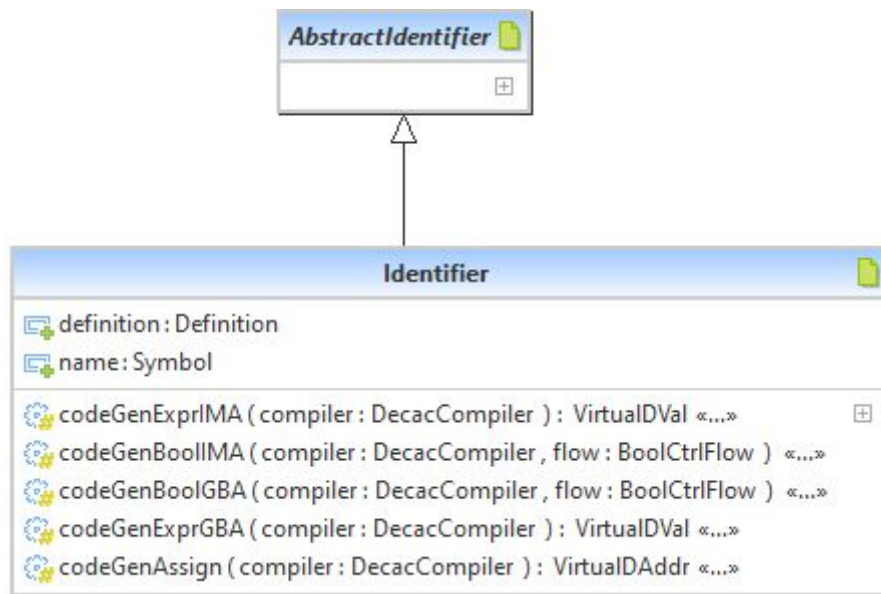 AbstractIdentifier
Identifier
definition : Definition
name : Symbol
codeGenExprIMA ( compiler : DecacCompiler ) : VirtualDVal «...»
codeGenBoolIMA ( compiler : DecacCompiler , flow : BoolCtrlFlow ) «...»
codeGenBoolGBA ( compiler : DecacCompiler , flow : BoolCtrlFlow ) «...»
codeGenExprGBA ( compiler : DecacCompiler ) : VirtualDVal «...»
codeGenAssign ( compiler : DecacCompiler ) : VirtualDAddr «...»